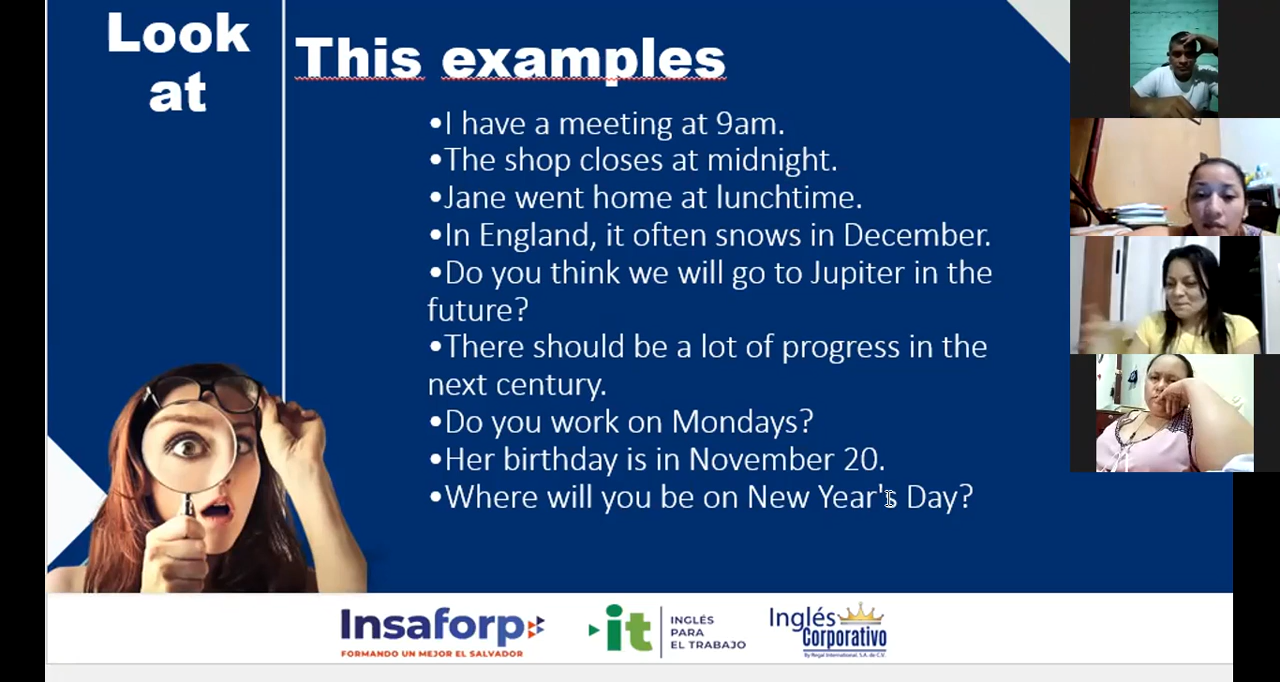 Look
at
This examples
•I have a meeting at 9am.
•The shop closes at midnight.
•Jane went home at lunchtime.
•In England, it often snows in December.
•Do you think we will go to Jupiter in the
future?
•There should be a lot of progress in the
next century.
•Do you work on Mondays?
•Her birthday is in November 20.
•Where will you be on New Year's Day?
Insaforp
FORMANDO UN MEJOR EL SALVADOR
it
INGLÉS
PARA
EL TRABAJO
Inglés
Corporativo
By Regal International, S.A. de C.V.